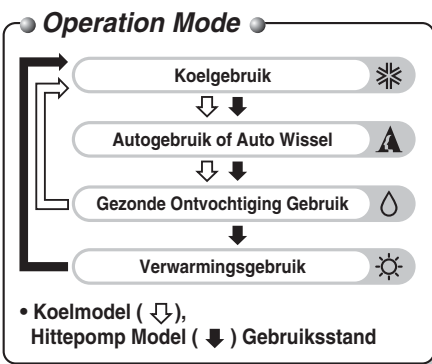 Operation Mode
Koelgebruik
Autogebruik of Auto Wissel
Gezonde Ontvochtiging Gebruik
Verwarmingsgebruik
• Koelmodel ( ⇩ ),
Hittepomp Model ( 🡇 ) Gebruiksstand